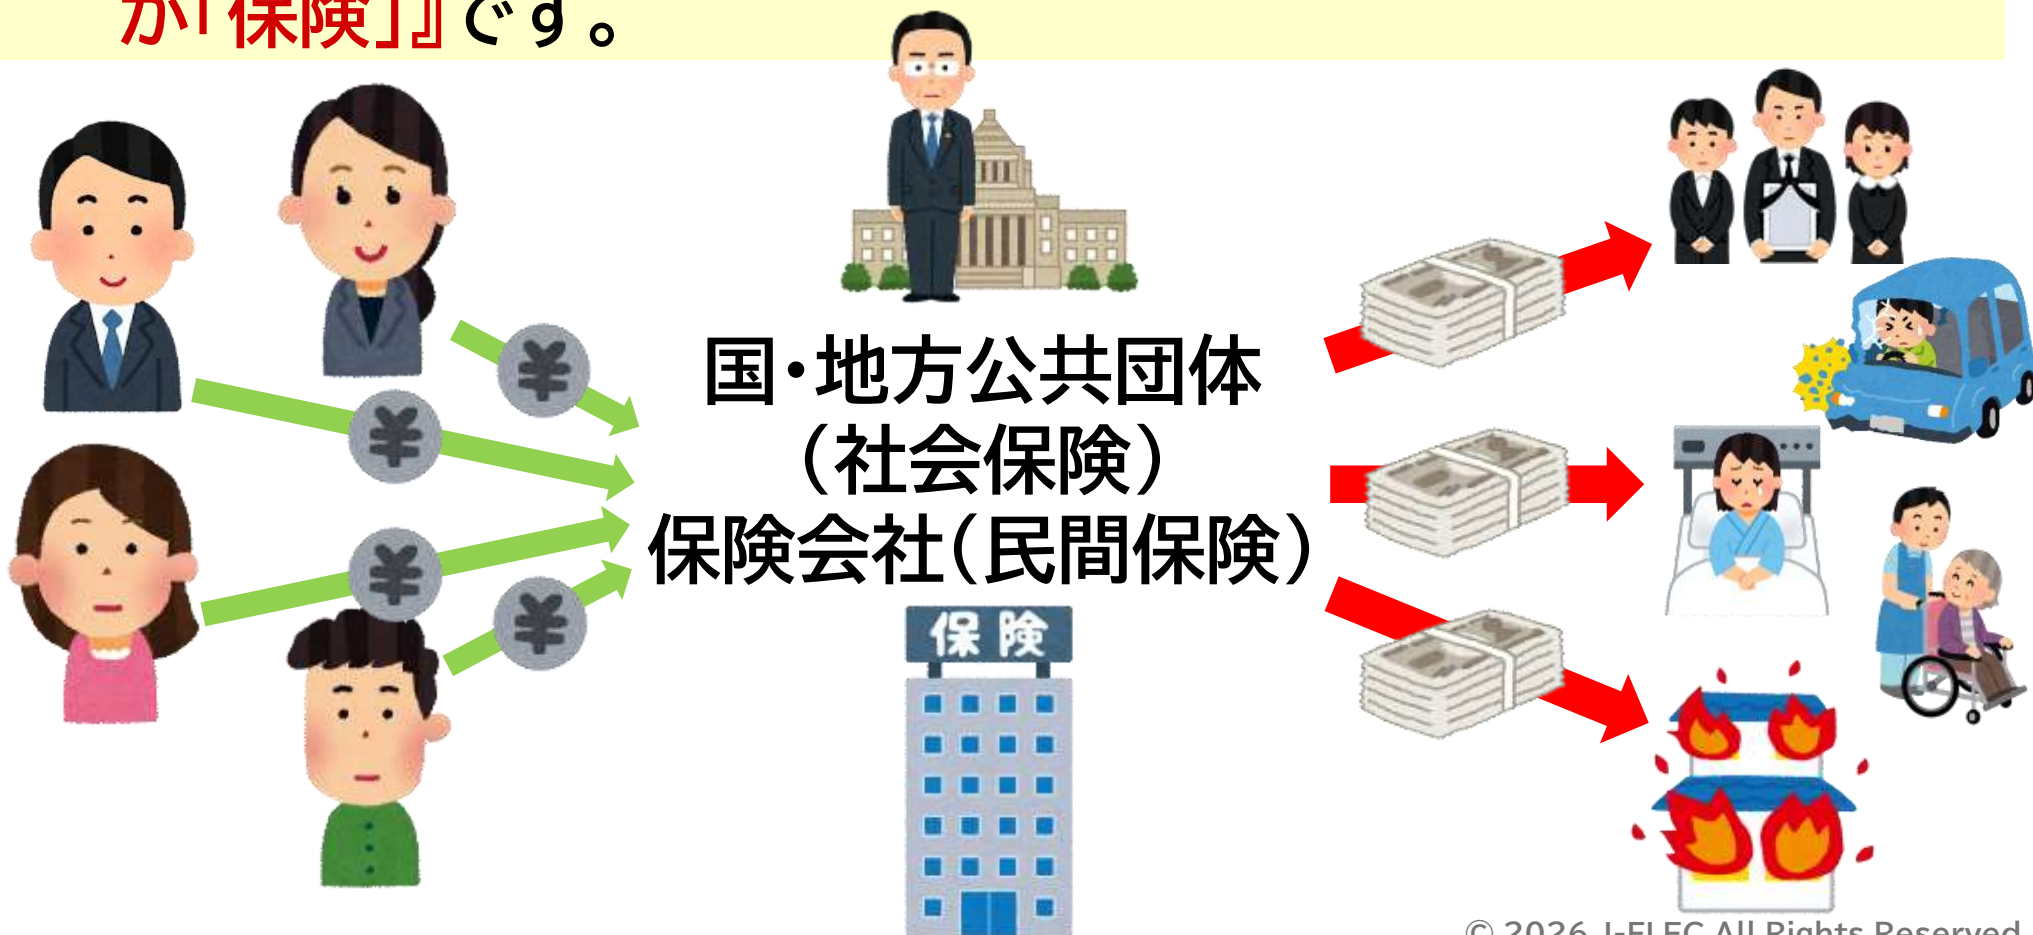 が「保険」』です。
国・地方公共団体
（社会保険）
保険会社（民間保険）
¥
¥
¥
¥
保険
© 2026 J-FLEC All Rights Reserved